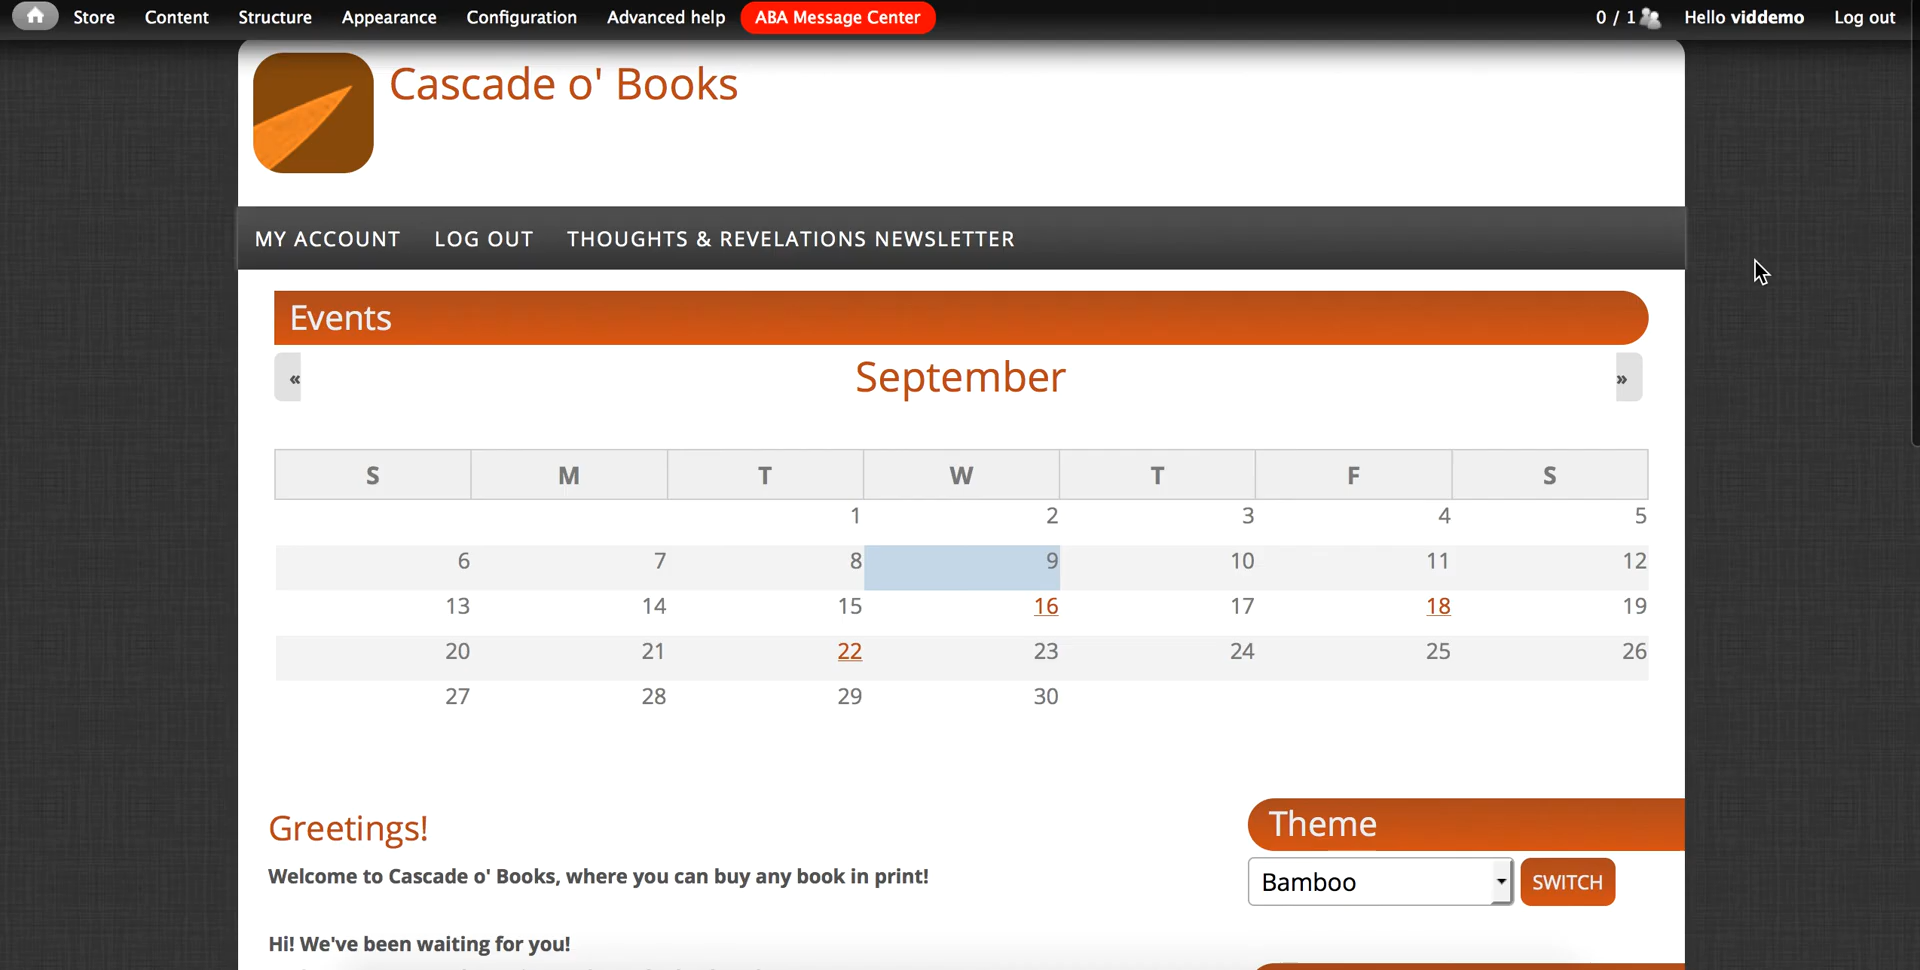 Store Content Structure Appearance Configuration Advanced help ABA Message Center 0 / 1 Hello viddemo Log out
Cascade o' Books
MY ACCOUNT LOG OUT THOUGHTS & REVELATIONS NEWSLETTER
Events
« September »
S M T W T F S
1 2 3 4 5
6 7 8 9 10 11 12
13 14 15 16 17 18 19
20 21 22 23 24 25 26
27 28 29 30
Greetings!
Welcome to Cascade o' Books, where you can buy any book in print!
Hi! We've been waiting for you!
Theme
Bamboo SWITCH